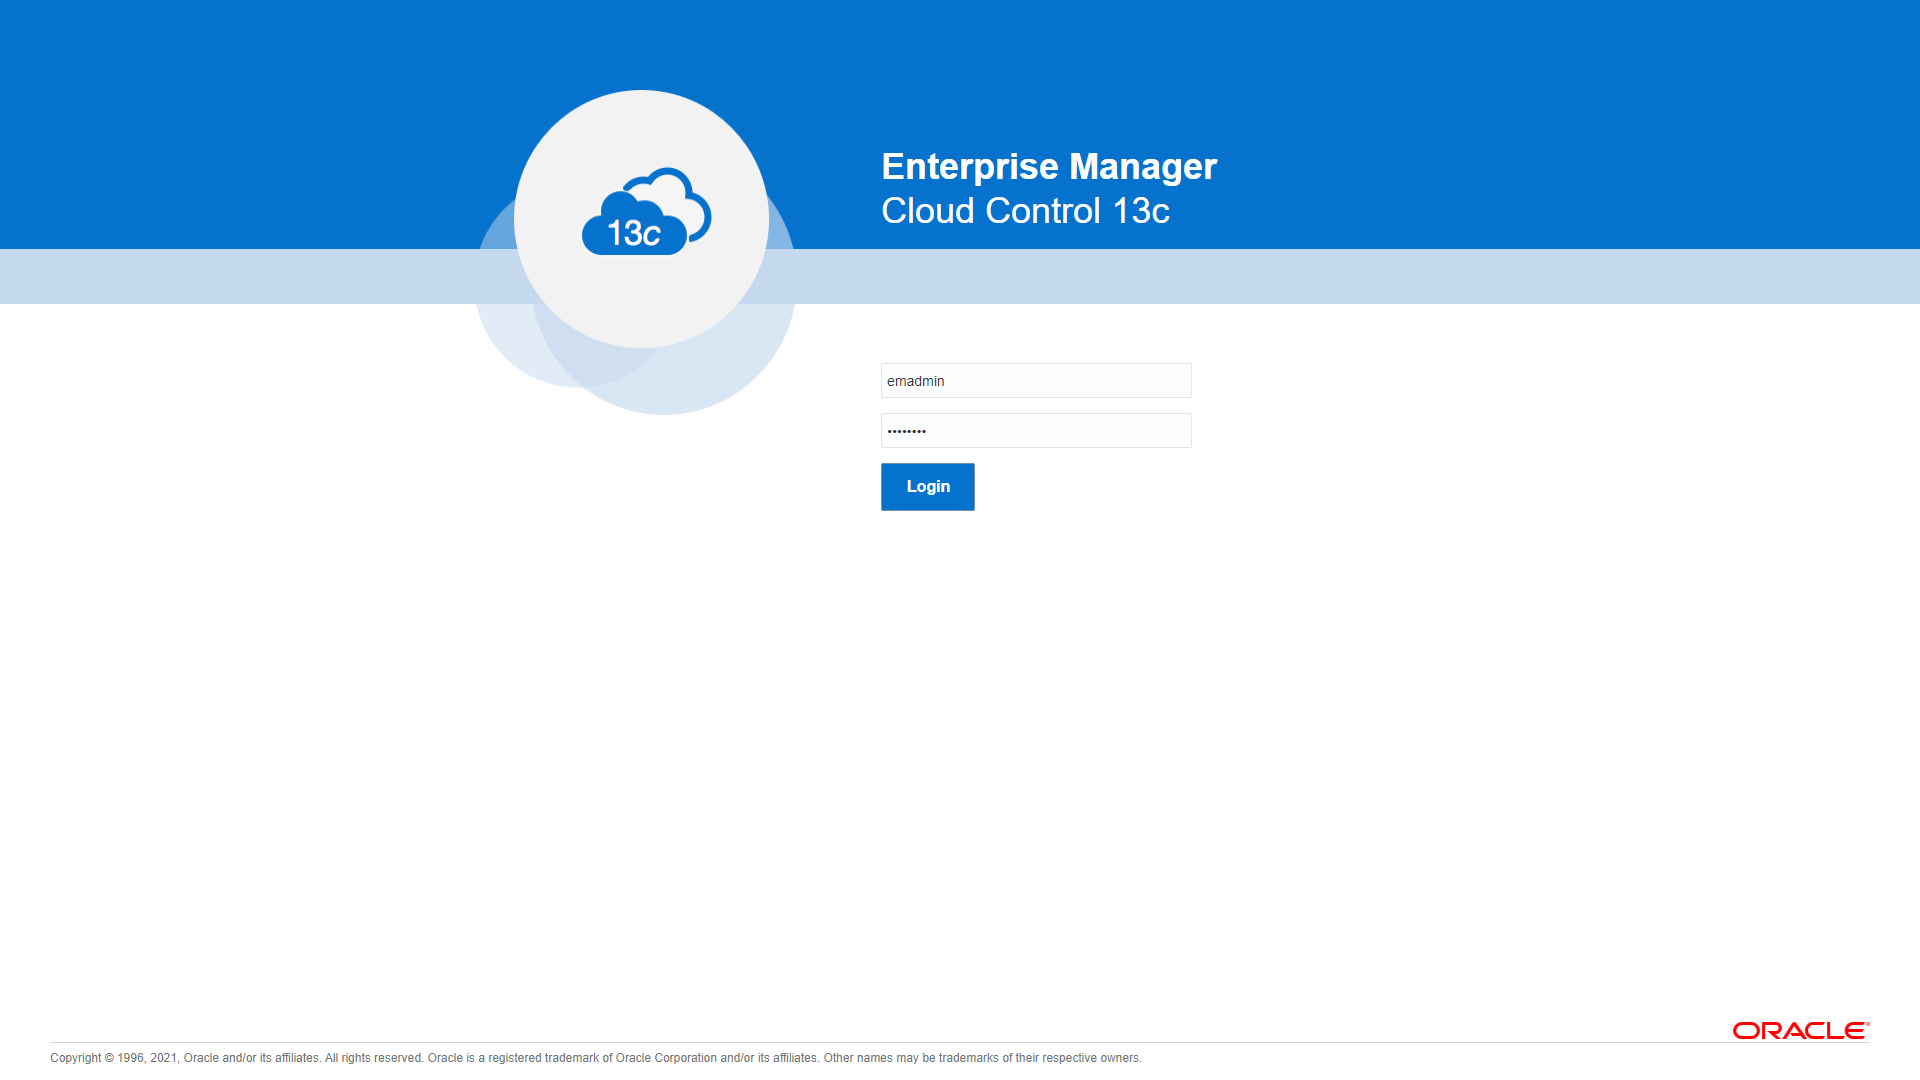 13c
Enterprise Manager
Cloud Control 13c
emadmin
••••••••
Login
ORACLE®
Copyright © 1996, 2021, Oracle and/or its affiliates. All rights reserved. Oracle is a registered trademark of Oracle Corporation and/or its affiliates. Other names may be trademarks of their respective owners.